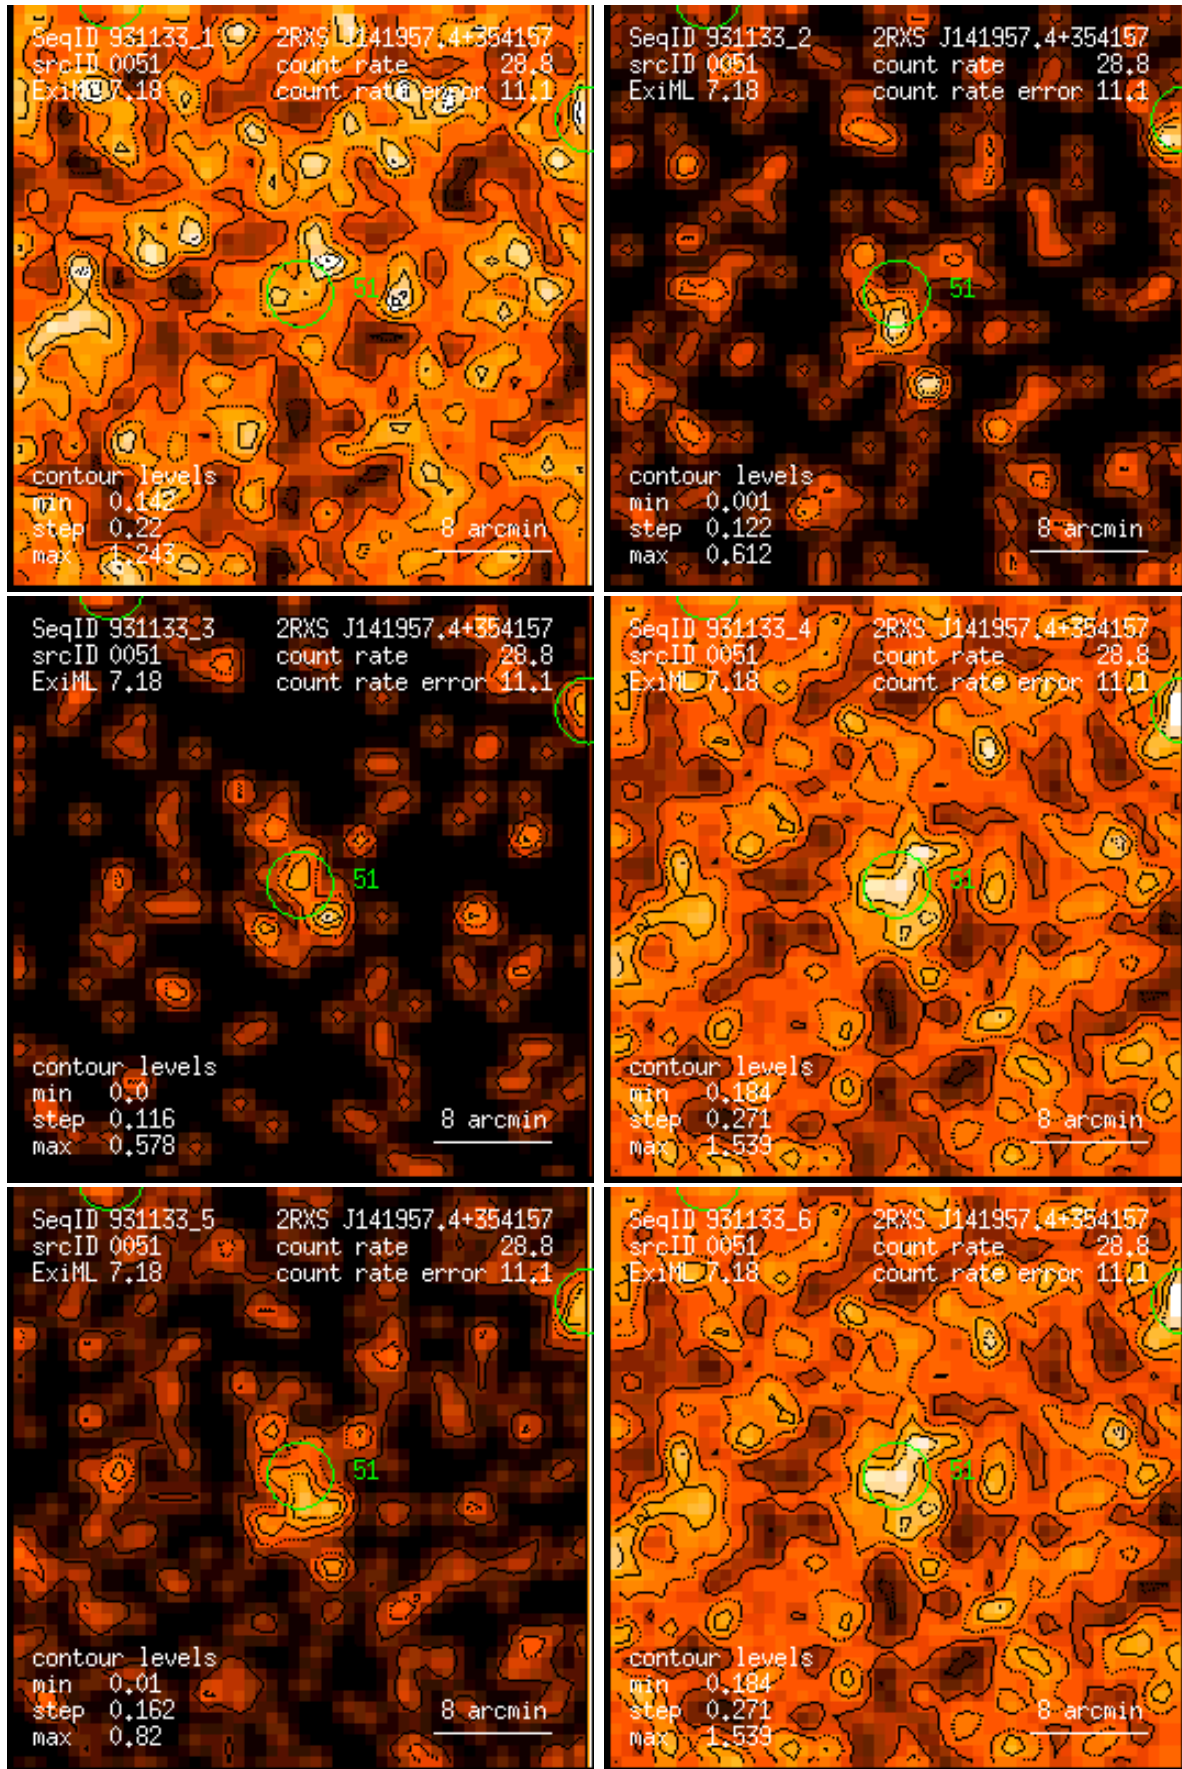 SeqID 931133_1 2RXS J141957.4+354157
srcID 0051 count rate 28.8
ExiML 7.18 count rate error 11.1
51
contour levels
min 0.142
step 0.22 8 arcmin
max 1.243
SeqID 931133_2 2RXS J141957.4+354157
srcID 0051 count rate 28.8
ExiML 7.18 count rate error 11.1
51
contour levels
min 0.001
step 0.122 8 arcmin
max 0.612
SeqID 931133_3 2RXS J141957.4+354157
srcID 0051 count rate 28.8
ExiML 7.18 count rate error 11.1
51
contour levels
min 0.0
step 0.116 8 arcmin
max 0.578
SeqID 931133_4 2RXS J141957.4+354157
srcID 0051 count rate 28.8
ExiML 7.18 count rate error 11.1
51
contour levels
min 0.184
step 0.271 8 arcmin
max 1.539
SeqID 931133_5 2RXS J141957.4+354157
srcID 0051 count rate 28.8
ExiML 7.18 count rate error 11.1
51
contour levels
min 0.01
step 0.162 8 arcmin
max 0.82
SeqID 931133_6 2RXS J141957.4+354157
srcID 0051 count rate 28.8
ExiML 7.18 count rate error 11.1
51
contour levels
min 0.184
step 0.271 8 arcmin
max 1.539